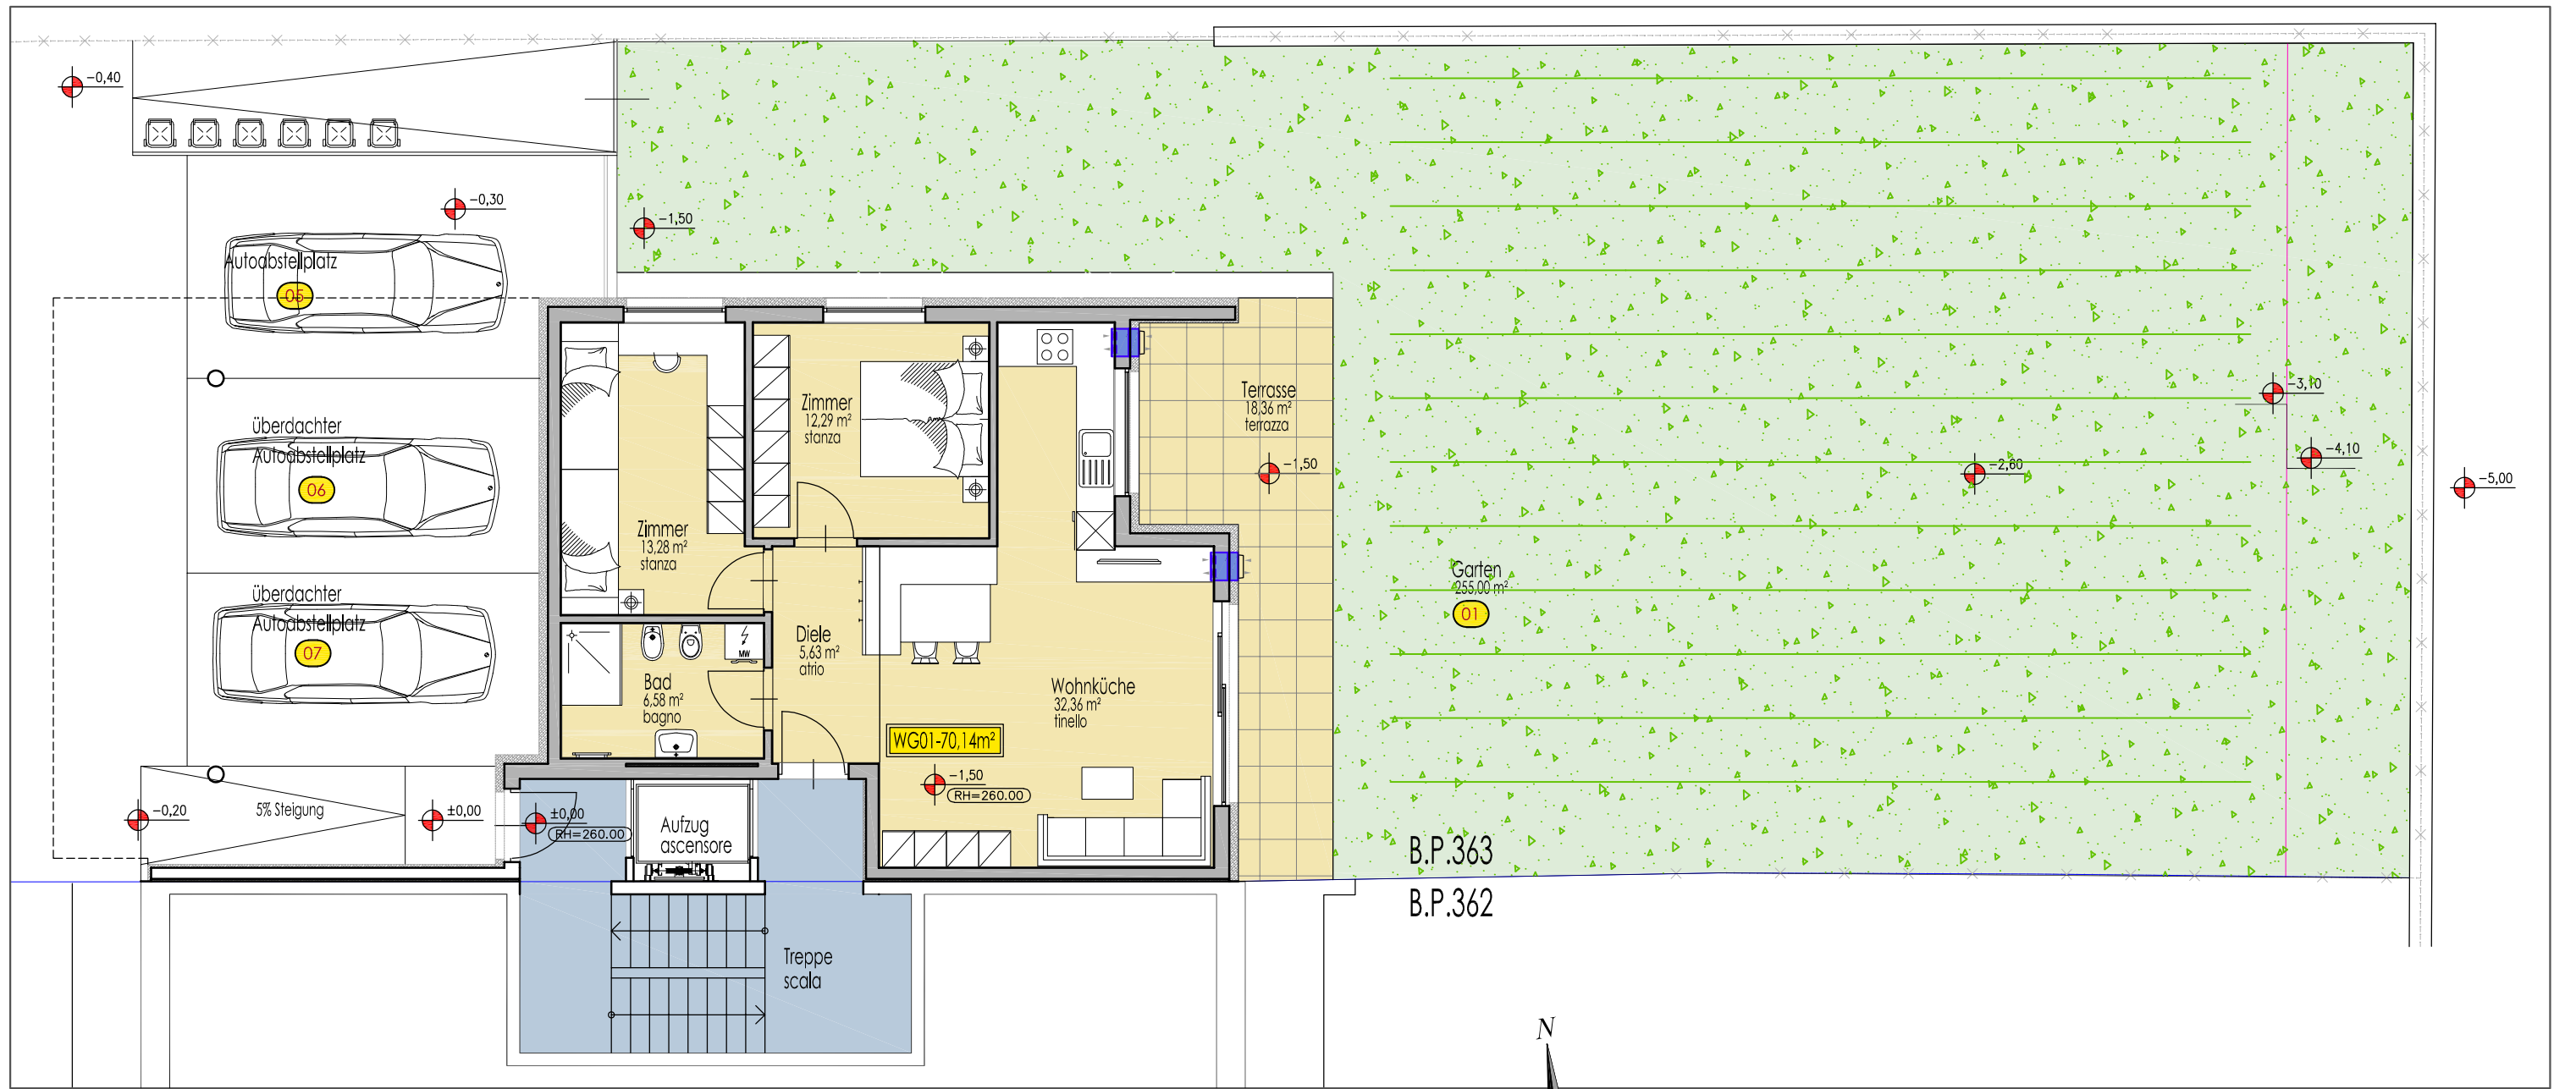 -0,40
-0,30
-1,50
Autoabstellplatz
05
überdachter
Autoabstellplatz
06
überdachter
Autoabstellplatz
07
Zimmer
12,29 m²
stanza
Zimmer
13,28 m²
stanza
Terrasse
18,36 m²
terrazza
-1,50
-3,10
-4,10
-2,60
-5,00
Garten
255,00 m²
01
Diele
5,63 m²
atrio
MW
Bad
6,58 m²
bagno
Wohnküche
32,36 m²
tinello
WG01-70,14m²
-1,50
RH=260.00
-0,20
5% Steigung
±0,00
±0,00
RH=260.00
Aufzug
ascensore
B.P.363
B.P.362
Treppe
scala
N